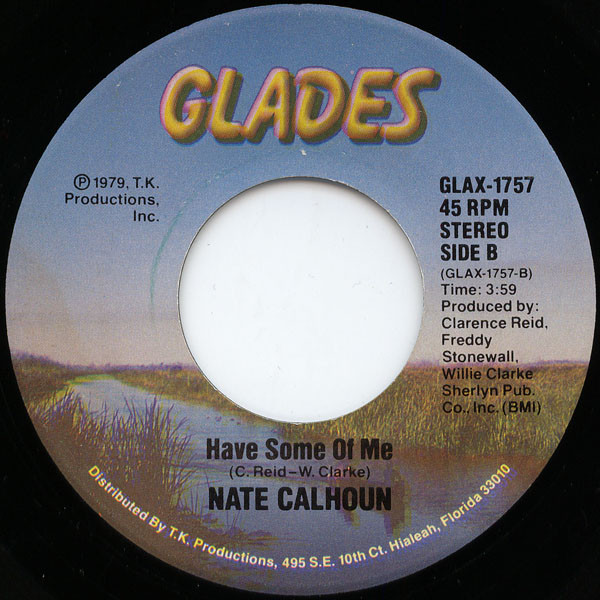 GLADES
Ⓟ 1979, T.K.
Productions,
Inc.
GLAX-1757
45 RPM
STEREO
SIDE B
(GLAX-1757-B)
Time: 3:59
Produced by:
Clarence Reid,
Freddy
Stonewall,
Willie Clarke
Sherlyn Pub.
Co., Inc. (BMI)
Have Some Of Me
(C. Reid-W. Clarke)
NATE CALHOUN
Distributed By T.K. Productions, 495 S.E. 10th Ct. Hialeah, Florida 33010